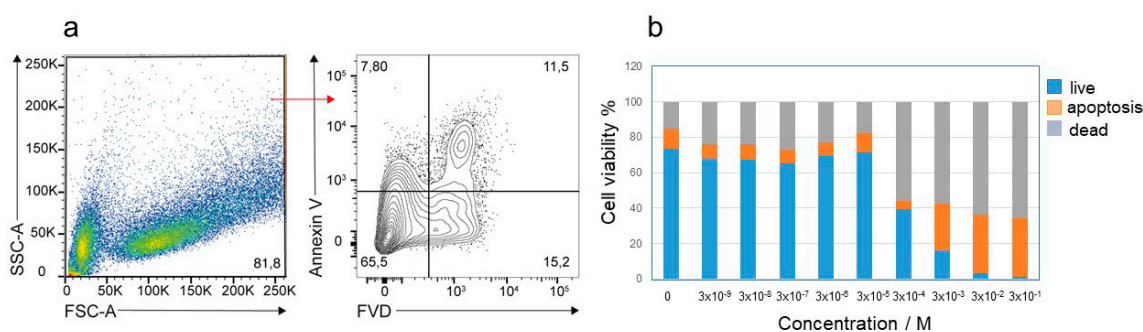 a
SSC-A
250K
200K
150K
100K
50K
0
81,8
0 50K 100K 150K 200K 250K
FSC-A
Annexin V
7,80 11,5
10⁵
10⁴
10³
0
65,5 15,2
0 10³ 10⁴ 10⁵
FVD
b
Cell viability %
120
100
80
60
40
20
0
0 3x10⁻⁹ 3x10⁻⁸ 3x10⁻⁷ 3x10⁻⁶ 3x10⁻⁵ 3x10⁻⁴ 3x10⁻³ 3x10⁻² 3x10⁻¹
Concentration / M
live
apoptosis
dead